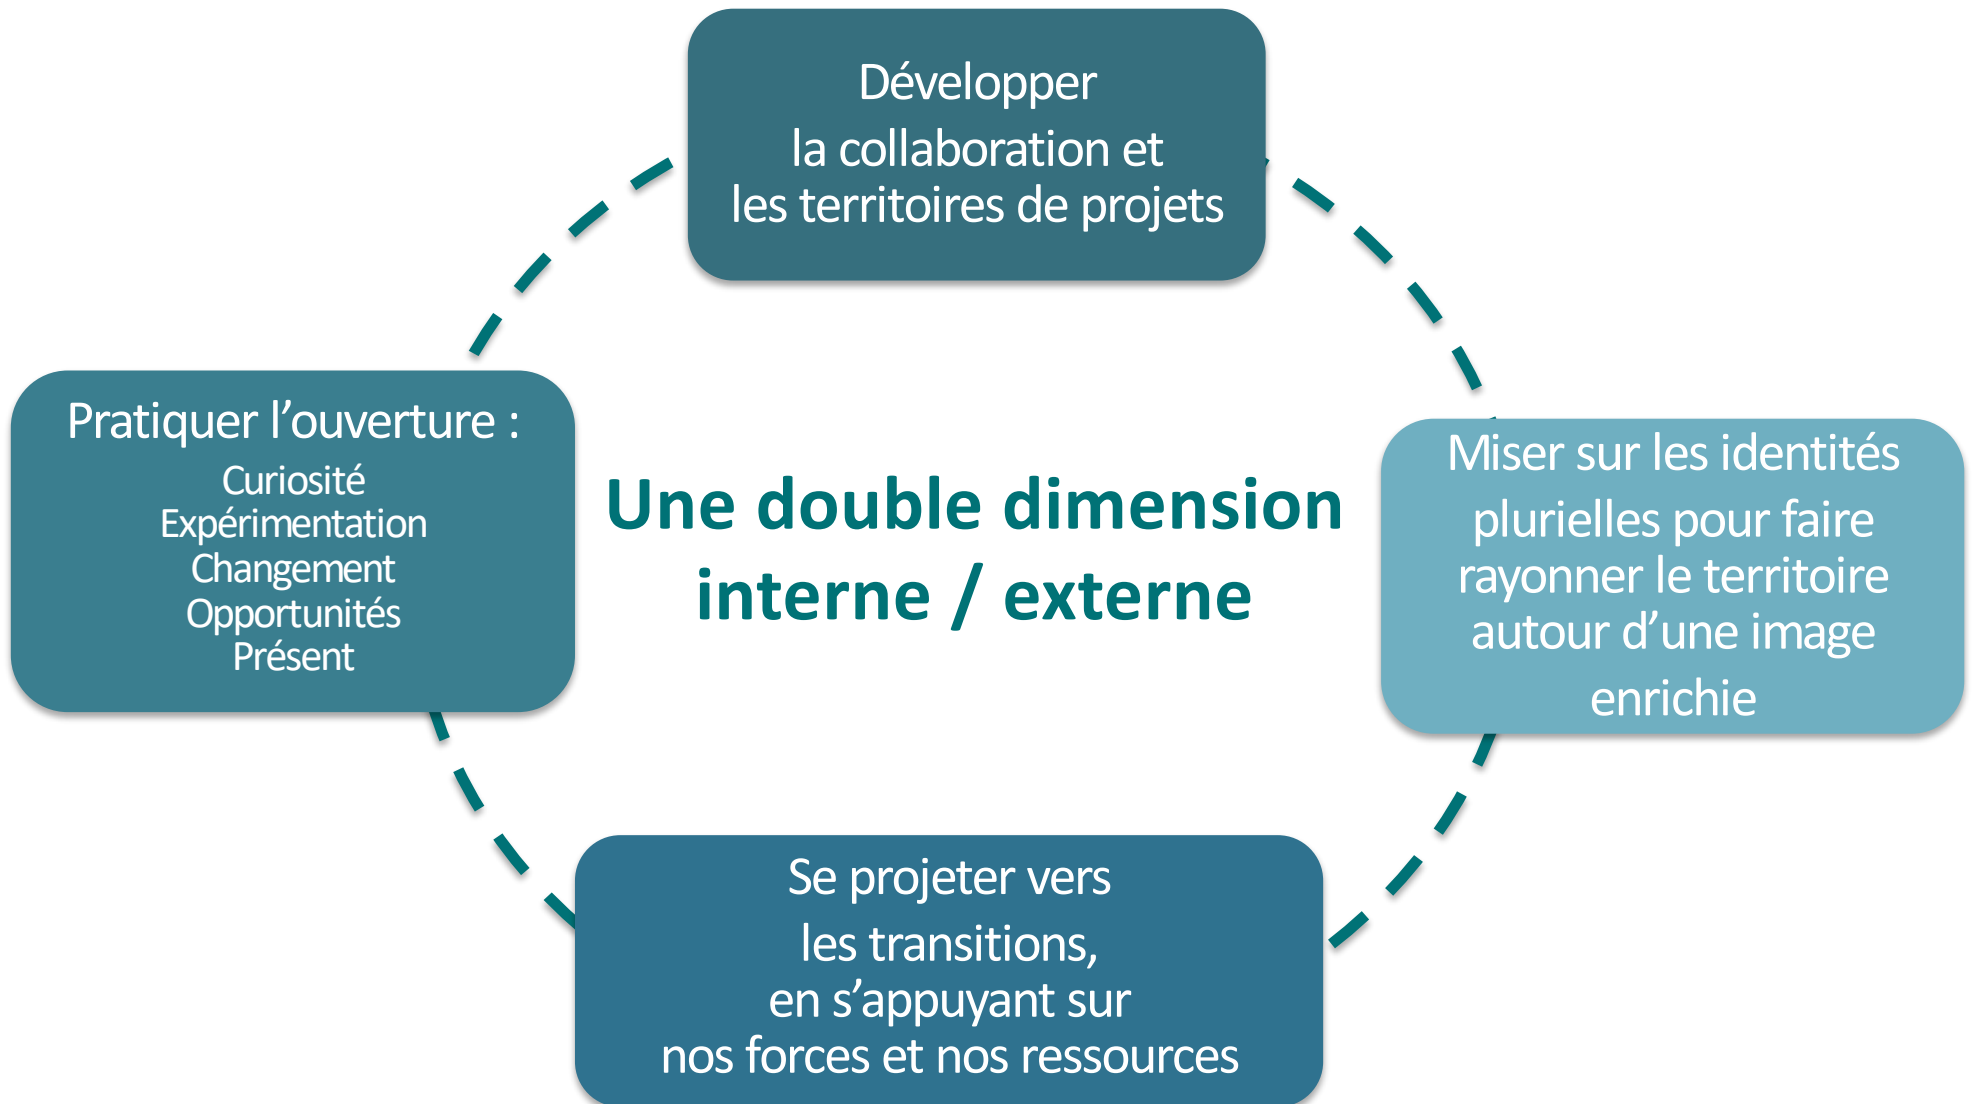 Développer
la collaboration et
les territoires de projets
Pratiquer l’ouverture :
Curiosité
Expérimentation
Changement
Opportunités
Présent
Une double dimension
interne / externe
Miser sur les identités
plurielles pour faire
rayonner le territoire
autour d’une image
enrichie
Se projeter vers
les transitions,
en s’appuyant sur
nos forces et nos ressources